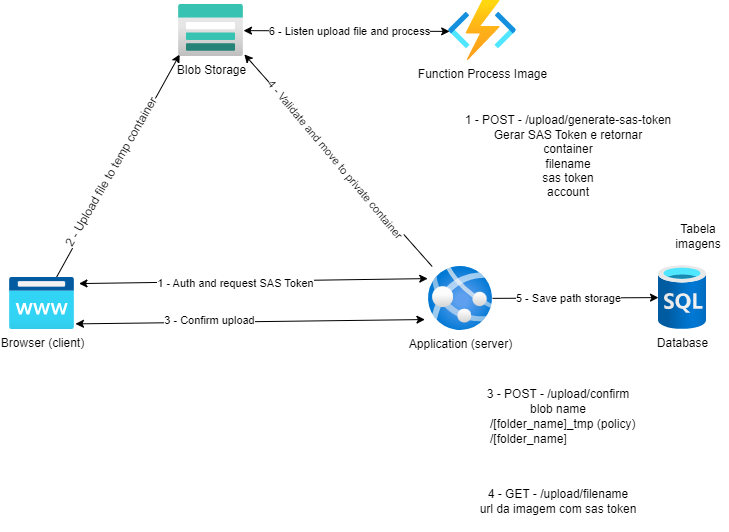 6 - Listen upload file and process
Blob Storage
Function Process Image
4 - Validate and move to private container
2 - Upload file to temp container
1 - POST - /upload/generate-sas-token
Gerar SAS Token e retornar
container
filename
sas token
account
Tabela
imagens
WWW
1 - Auth and request SAS Token
5 - Save path storage
SQL
3 - Confirm upload
Browser (client)
Application (server)
Database
3 - POST - /upload/confirm
blob name
/[folder_name]_tmp (policy)
/[folder_name]
4 - GET - /upload/filename
url da imagem com sas token